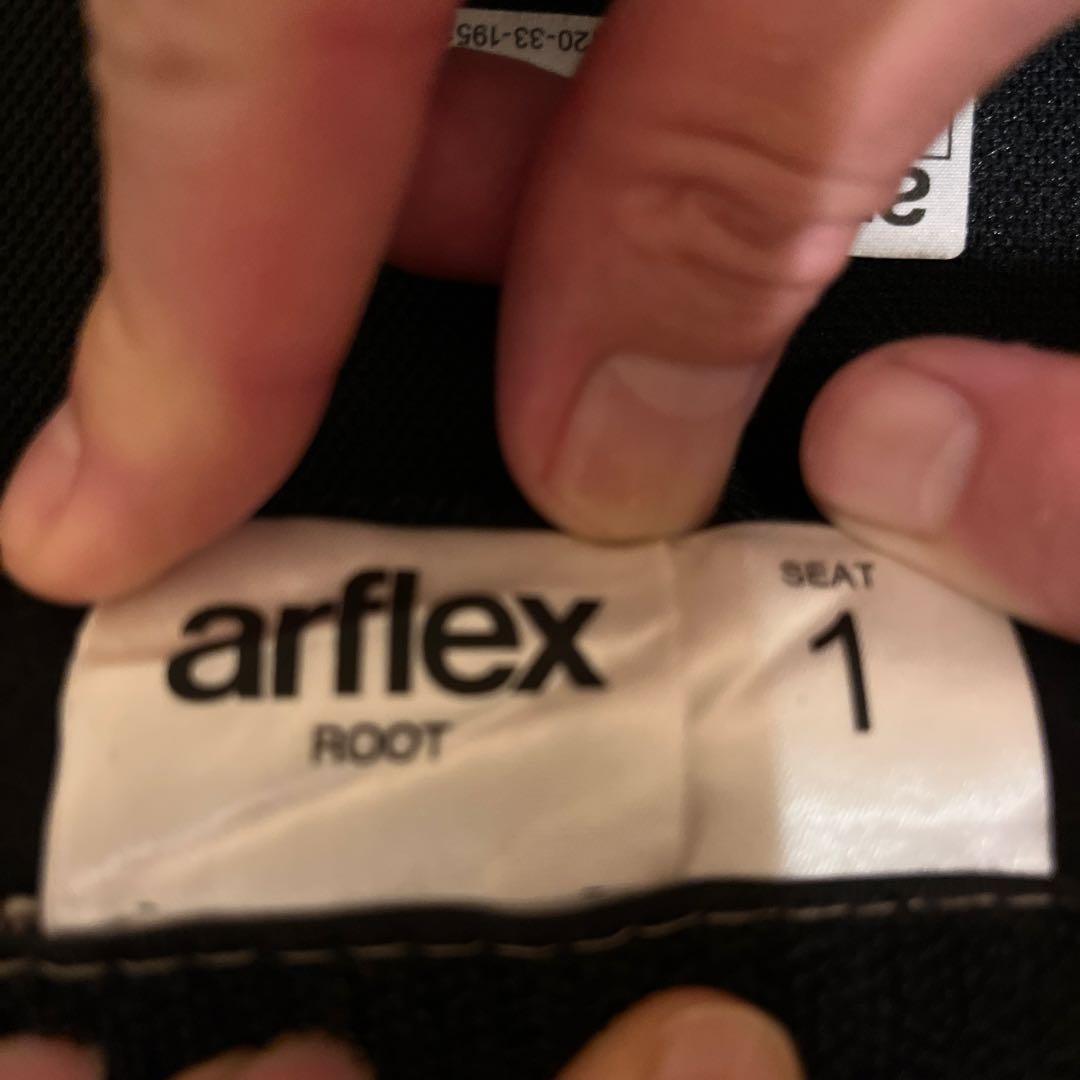 20-33-195
arflex
ROOT
SEAT
1